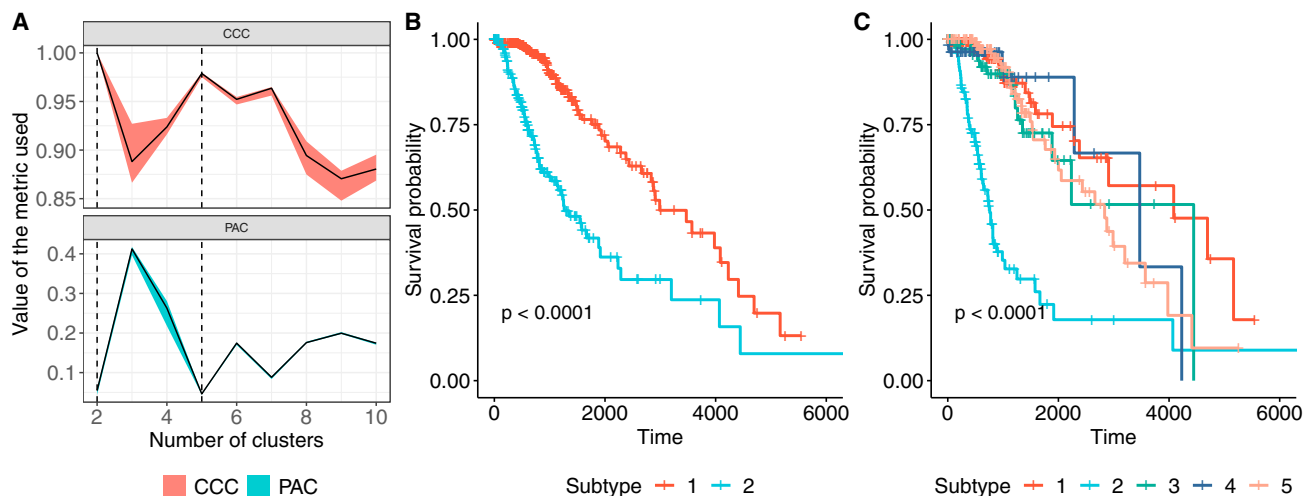 A
CCC
1.00
0.95
0.90
0.85
PAC
0.4
0.3
0.2
0.1
Value of the metric used
2 4 6 8 10
Number of clusters
CCC PAC
B
1.00
0.75
0.50
0.25
0.00
Survival probability
p < 0.0001
0 2000 4000 6000
Time
Subtype 1 2
C
1.00
0.75
0.50
0.25
0.00
Survival probability
p < 0.0001
0 2000 4000 6000
Time
Subtype 1 2 3 4 5